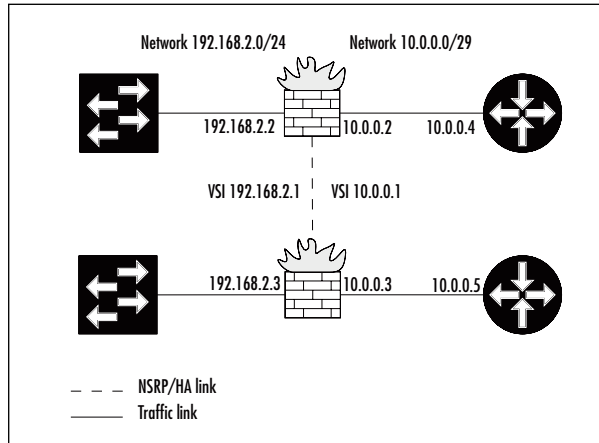 Network 192.168.2.0/24
Network 10.0.0.0/29
192.168.2.2
10.0.0.2
10.0.0.4
VSI 192.168.2.1
VSI 10.0.0.1
192.168.2.3
10.0.0.3
10.0.0.5
NSRP/HA link
Traffic link